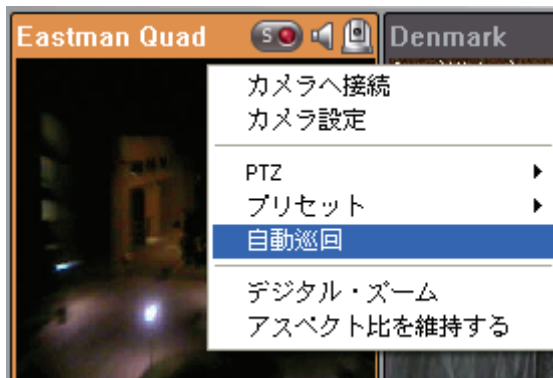 Eastman Quad S Denmark
カメラへ接続
カメラ設定
PTZ
プリセット
自動巡回
デジタル・ズーム
アスペクト比を維持する